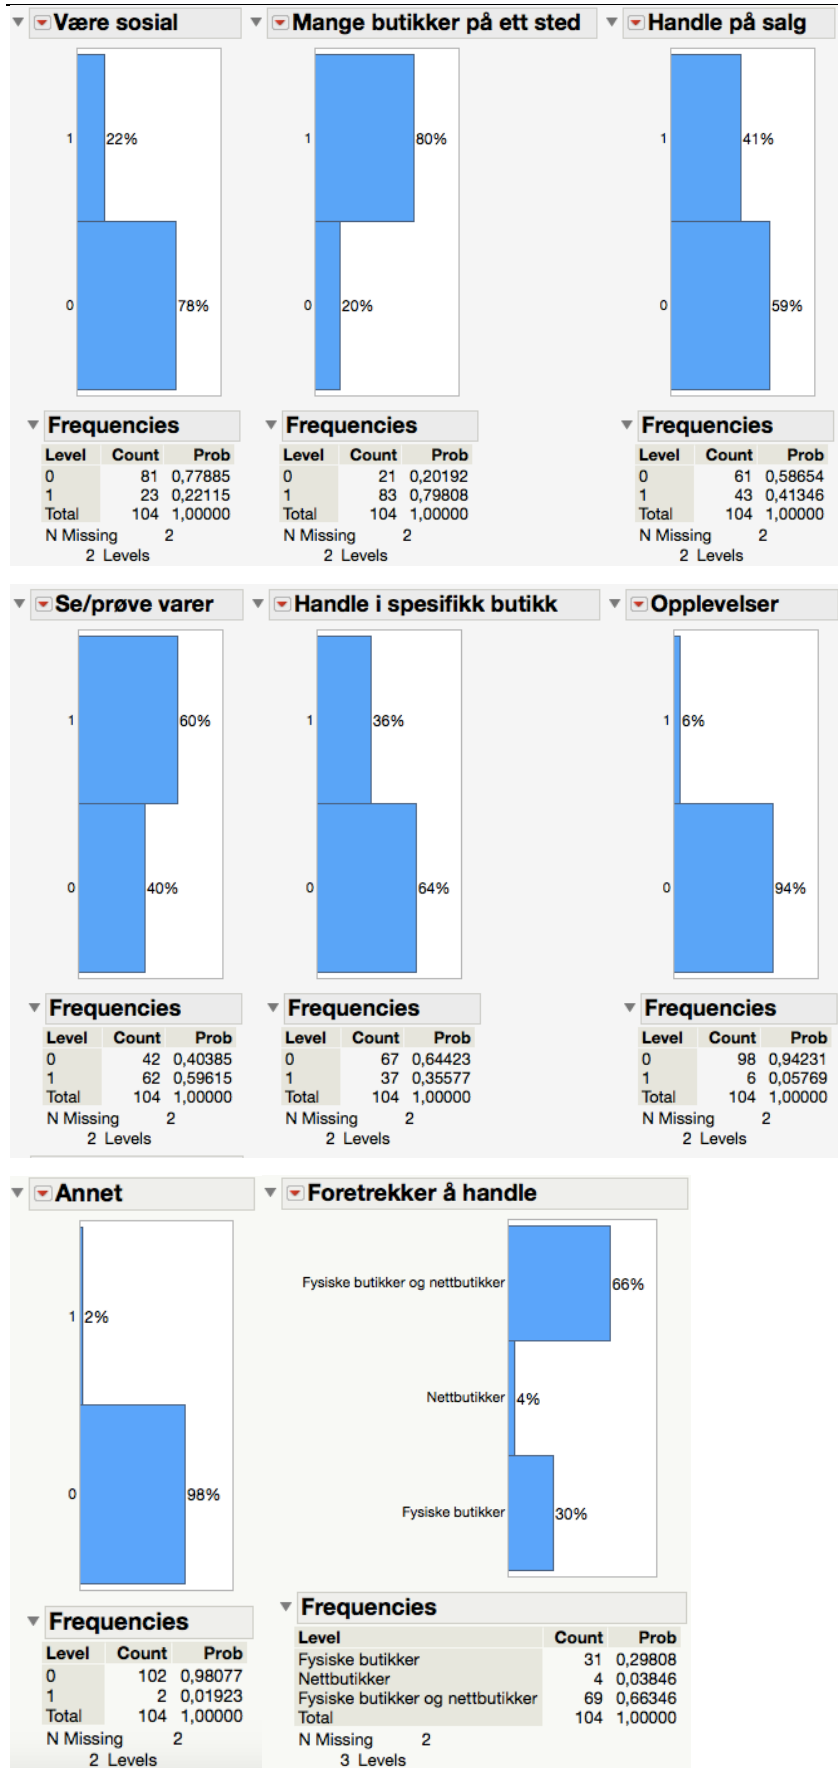 Være sosial
1 22%
0 78%
Frequencies
Level Count Prob
0 81 0,77885
1 23 0,22115
Total 104 1,00000
N Missing 2
2 Levels
Mange butikker på ett sted
1 80%
0 20%
Frequencies
Level Count Prob
0 21 0,20192
1 83 0,79808
Total 104 1,00000
N Missing 2
2 Levels
Handle på salg
1 41%
0 59%
Frequencies
Level Count Prob
0 61 0,58654
1 43 0,41346
Total 104 1,00000
N Missing 2
2 Levels
Se/prøve varer
1 60%
0 40%
Frequencies
Level Count Prob
0 42 0,40385
1 62 0,59615
Total 104 1,00000
N Missing 2
2 Levels
Handle i spesifikk butikk
1 36%
0 64%
Frequencies
Level Count Prob
0 67 0,64423
1 37 0,35577
Total 104 1,00000
N Missing 2
2 Levels
Opplevelser
1 6%
0 94%
Frequencies
Level Count Prob
0 98 0,94231
1 6 0,05769
Total 104 1,00000
N Missing 2
2 Levels
Annet
1 2%
0 98%
Frequencies
Level Count Prob
0 102 0,98077
1 2 0,01923
Total 104 1,00000
N Missing 2
2 Levels
Foretrekker å handle
Fysiske butikker og nettbutikker 66%
Nettbutikker 4%
Fysiske butikker 30%
Frequencies
Level Count Prob
Fysiske butikker 31 0,29808
Nettbutikker 4 0,03846
Fysiske butikker og nettbutikker 69 0,66346
Total 104 1,00000
N Missing 2
3 Levels